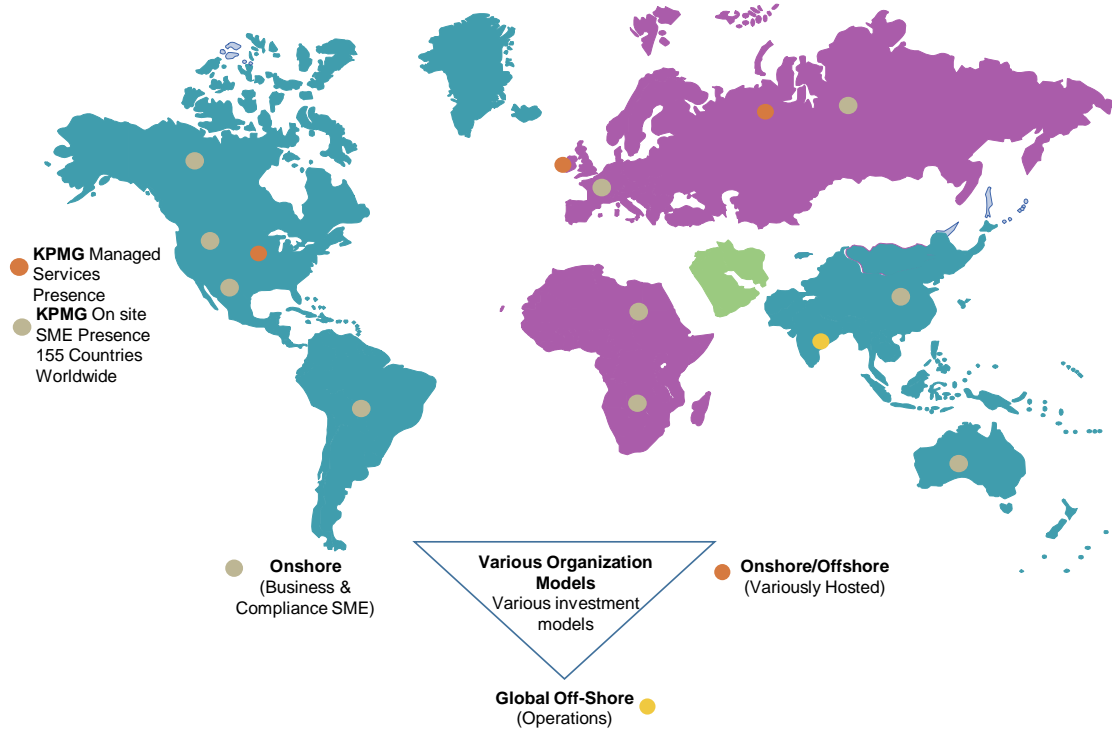 KPMG Managed
Services
Presence
KPMG On site
SME Presence
155 Countries
Worldwide
Onshore
(Business &
Compliance SME)
Various Organization
Models
Various investment
models
Onshore/Offshore
(Variously Hosted)
Global Off-Shore
(Operations)